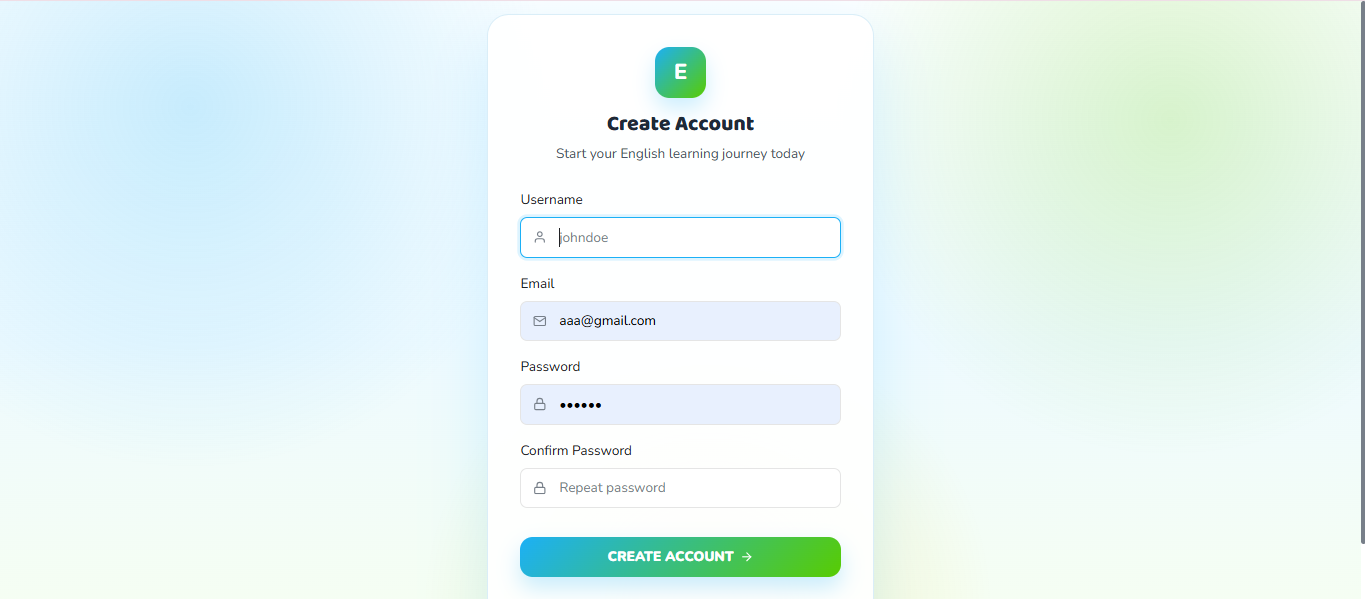 E
Create Account
Start your English learning journey today
Username
johndoe
Email
aaa@gmail.com
Password
••••••
Confirm Password
Repeat password
CREATE ACCOUNT →